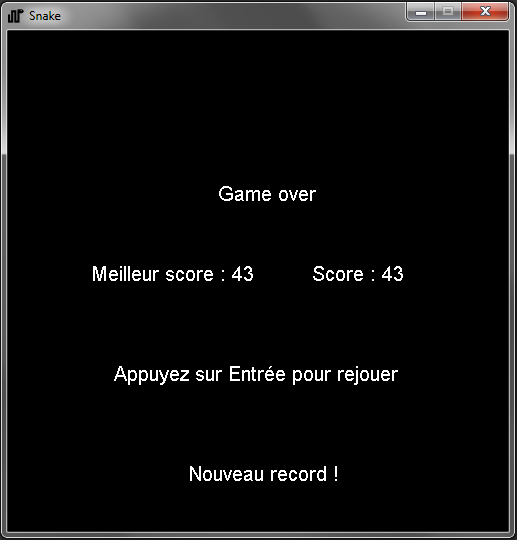 Snake
Game over
Meilleur score : 43 Score : 43
Appuyez sur Entrée pour rejouer
Nouveau record !